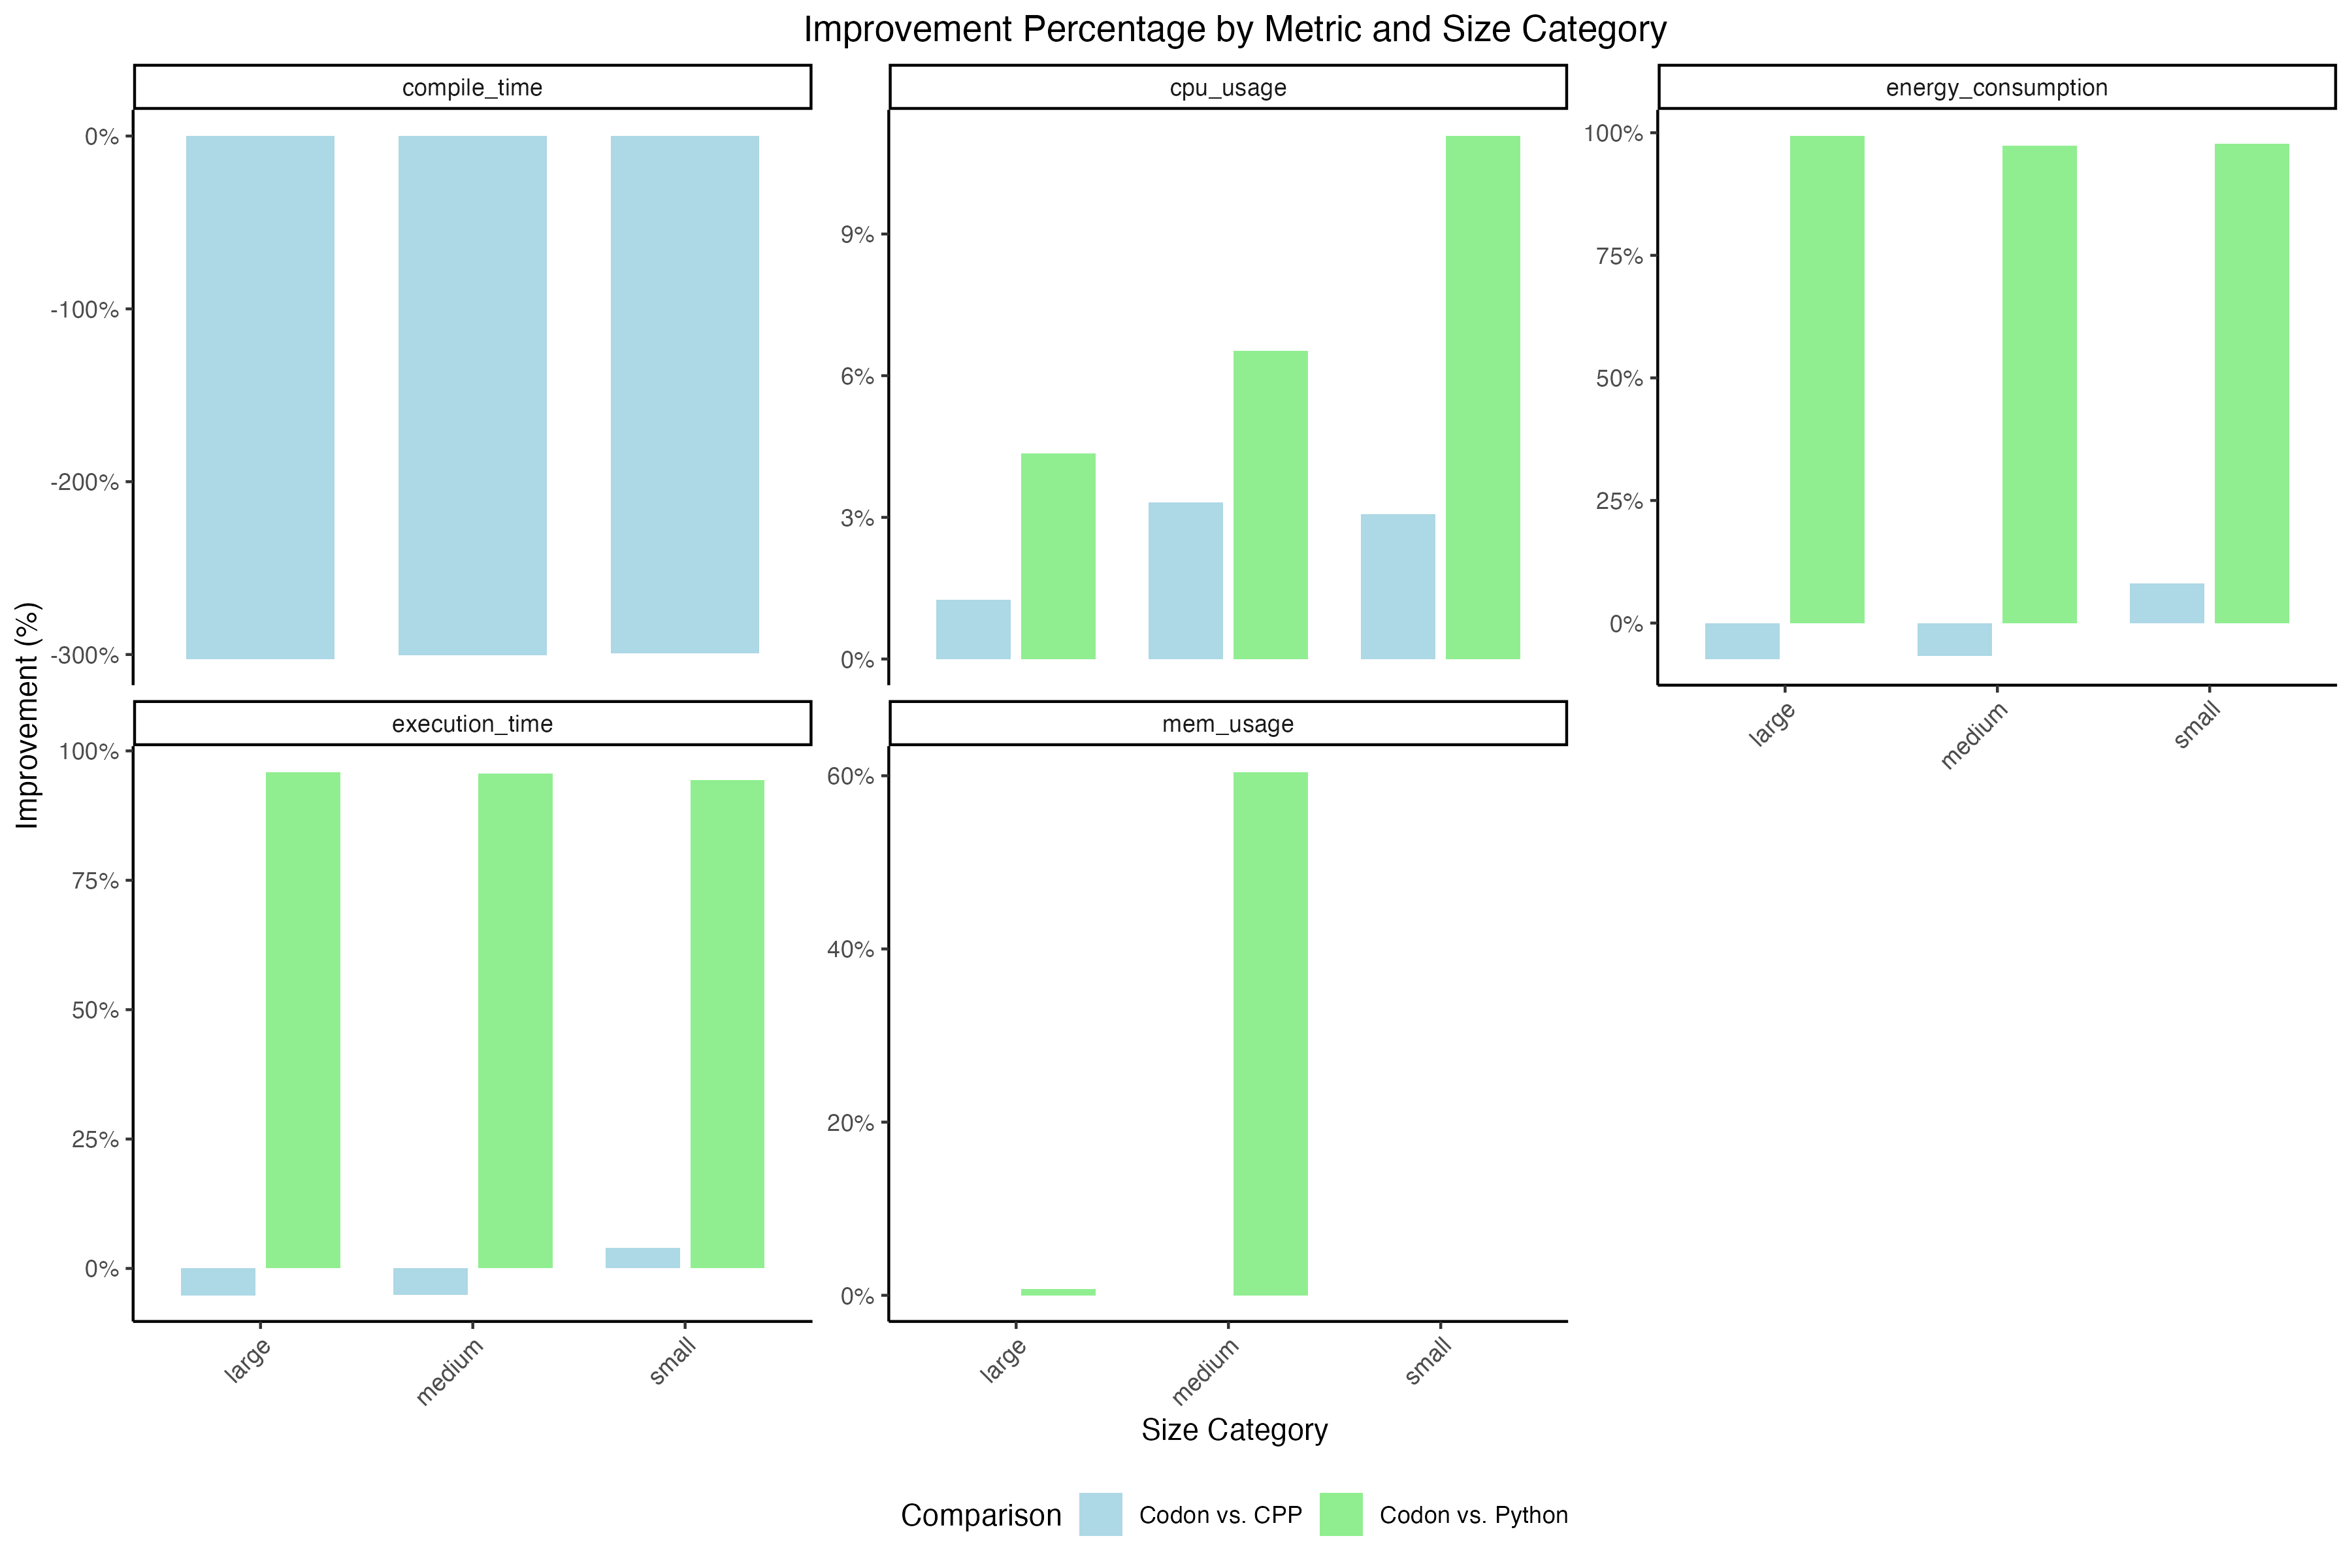 Improvement Percentage by Metric and Size Category
compile_time
cpu_usage
energy_consumption
0%
-100%
-200%
-300%
9%
6%
3%
0%
100%
75%
50%
25%
0%
large
medium
small
Improvement (%)
execution_time
mem_usage
100%
75%
50%
25%
0%
60%
40%
20%
0%
large
medium
small
large
medium
small
Size Category
Comparison
Codon vs. CPP
Codon vs. Python